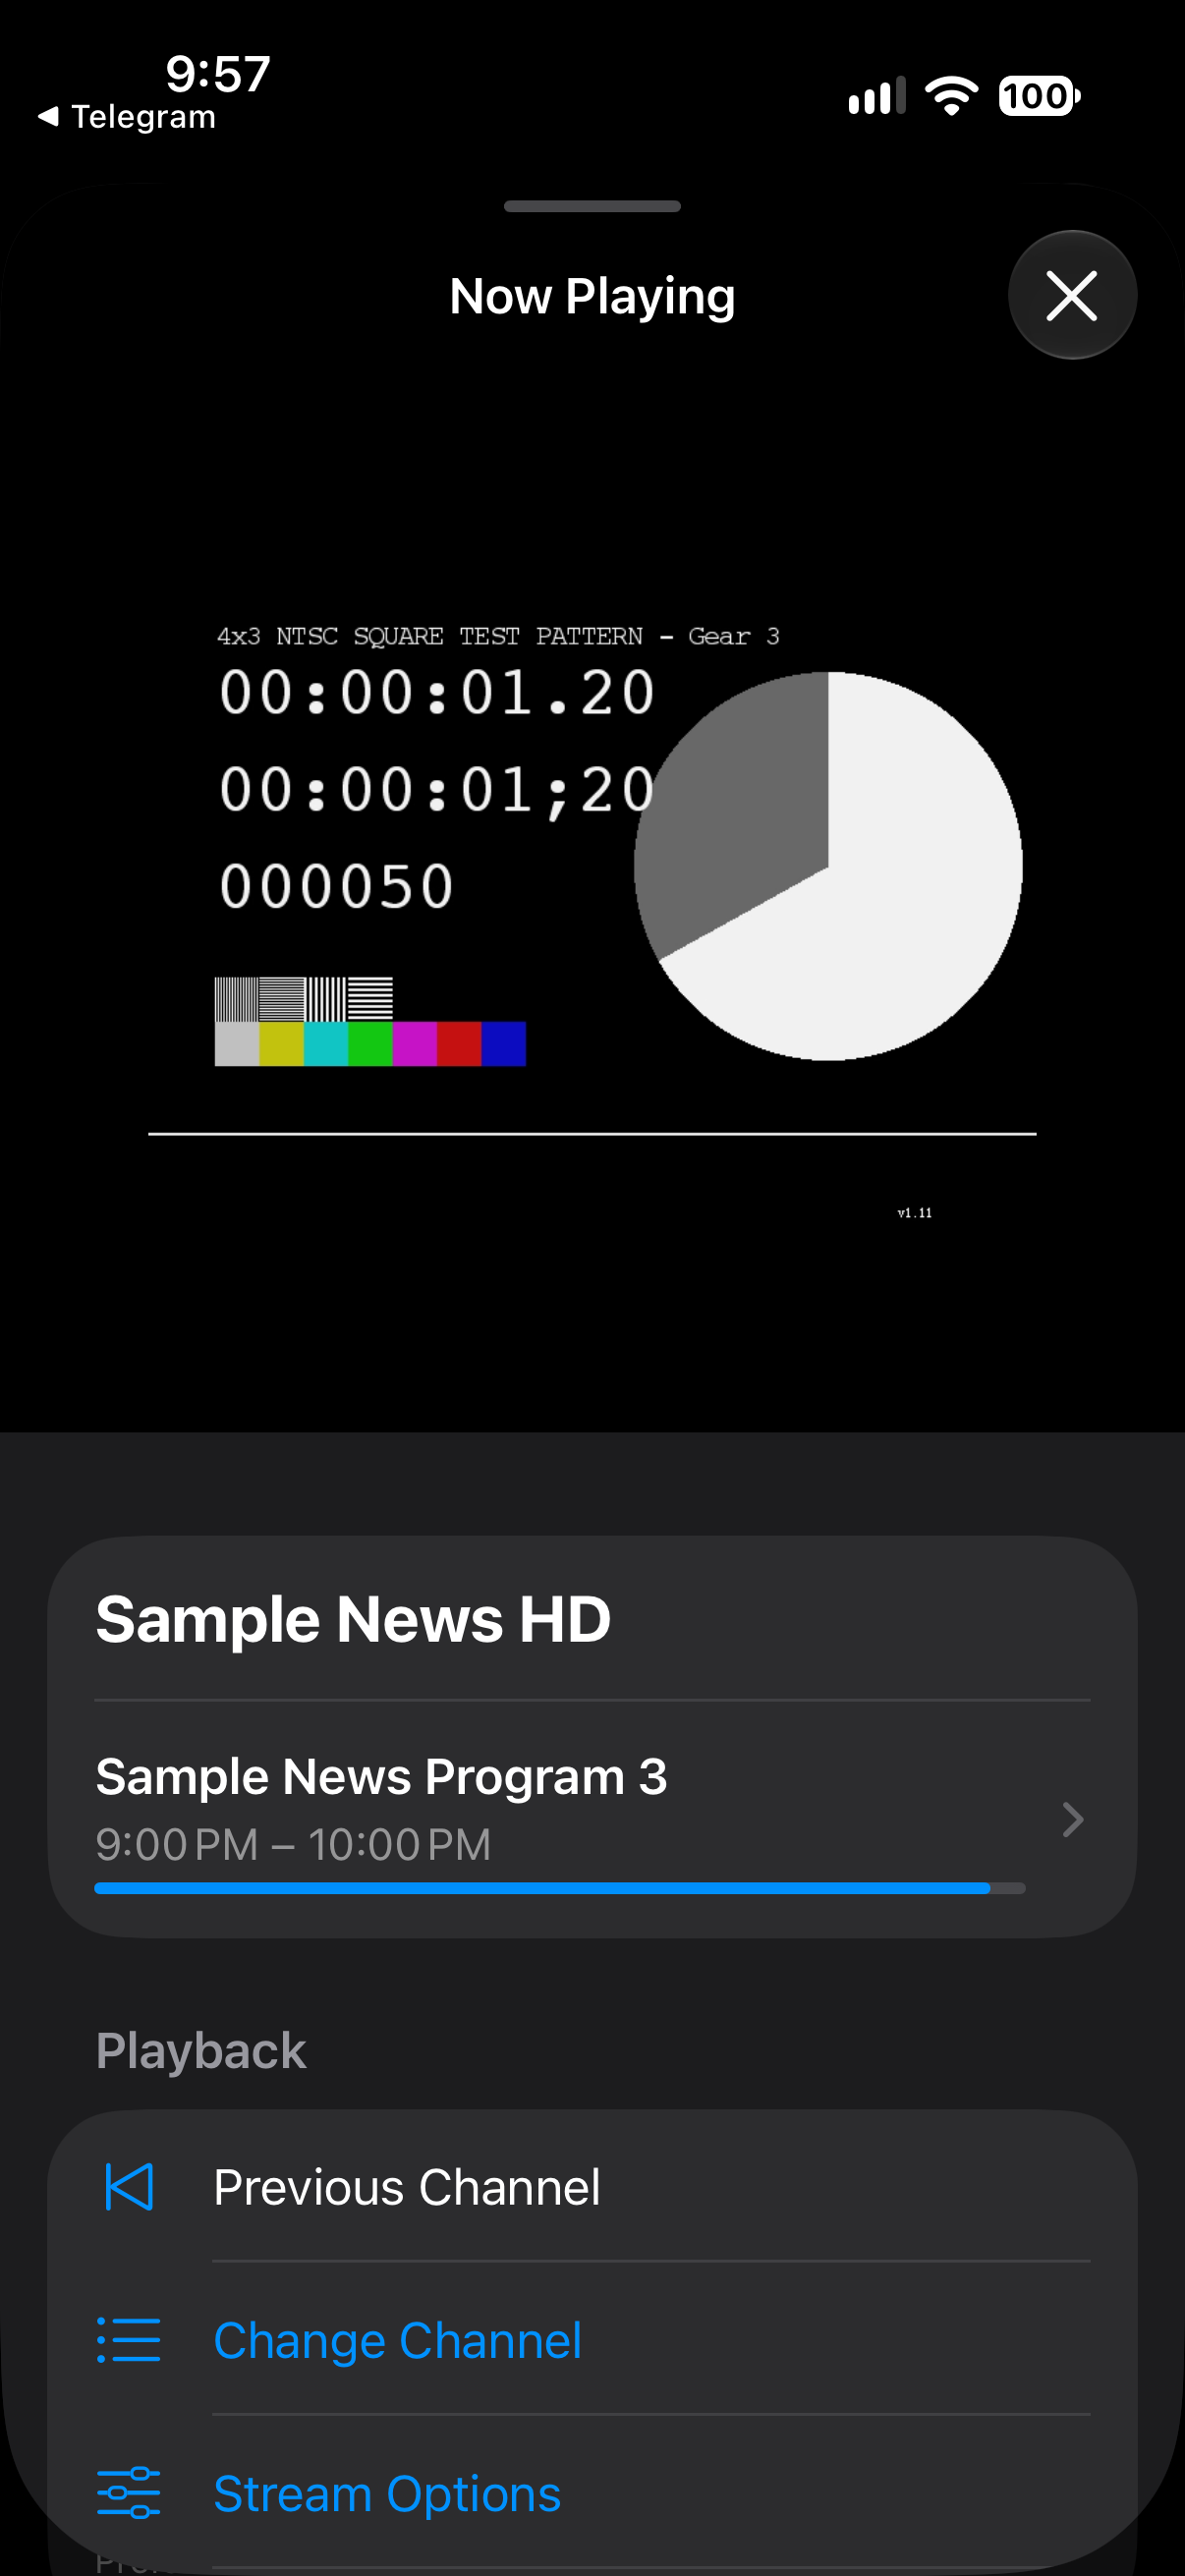 9:57
Telegram
100
Now Playing
4x3 NTSC SQUARE TEST PATTERN - Gear 3
00:00:01.20
00:00:01;20
000050
v1.11
Sample News HD
Sample News Program 3
9:00 PM – 10:00 PM
Playback
Previous Channel
Change Channel
Stream Options